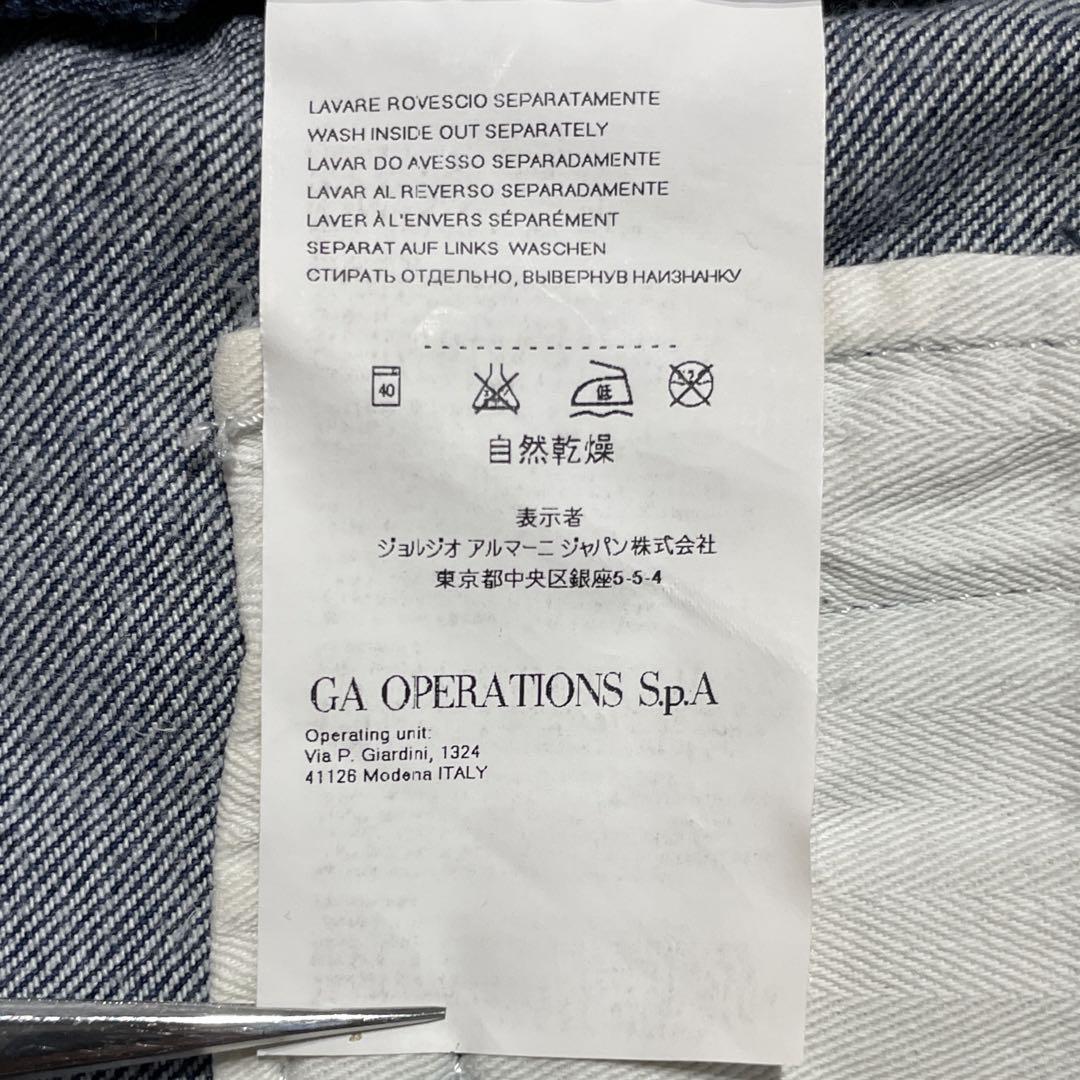 LAVARE ROVESCIO SEPARATAMENTE
WASH INSIDE OUT SEPARATELY
LAVAR DO AVESSO SEPARADAMENTE
LAVAR AL REVERSO SEPARADAMENTE
LAVER À L'ENVERS SÉPARÉMENT
SEPARAT AUF LINKS WASCHEN
СТИРАТЬ ОТДЕЛЬНО, ВЫВЕРНУВ НАИЗНАНКУ
40 低
自然乾燥
表示者
ジョルジオ アルマーニ ジャパン株式会社
東京都中央区銀座5-5-4
GA OPERATIONS S.p.A
Operating unit:
Via P. Giardini, 1324
41126 Modena ITALY